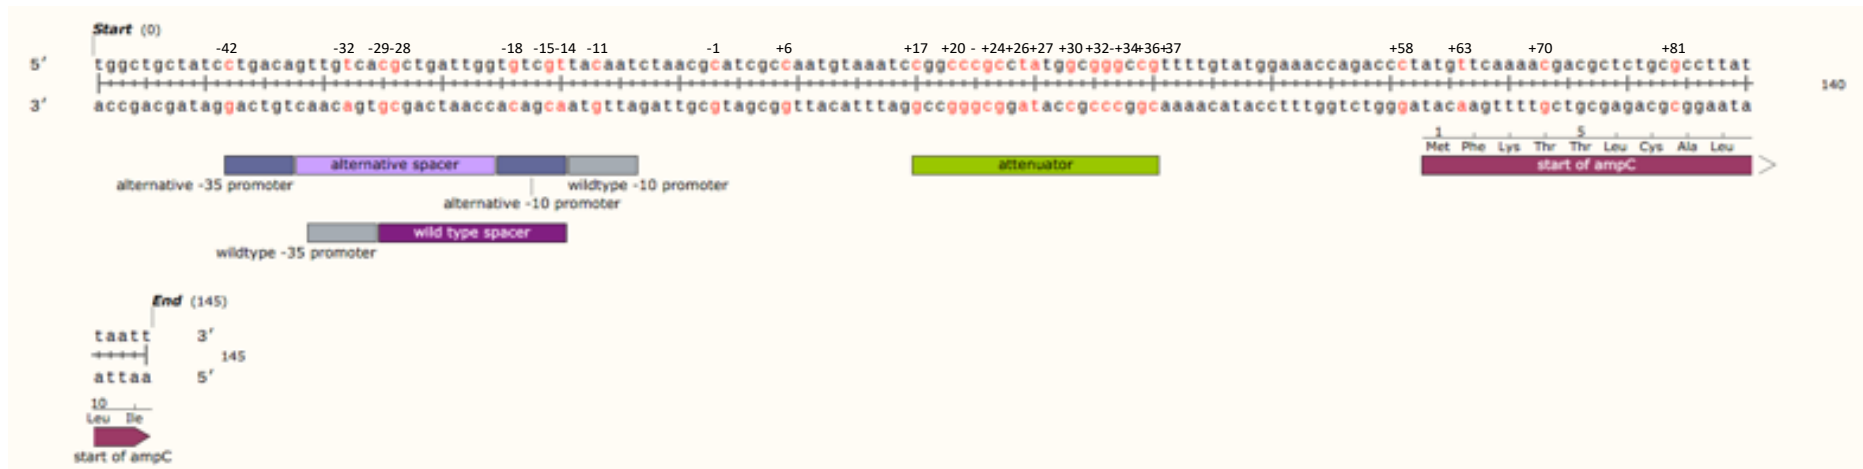 Start (0)
-42 -32 -29-28 -18 -15-14 -11 -1 +6 +17 +20 - +24+26+27 +30 +32-+34+36+37 +58 +63 +70 +81
5' tggctgctatcctgacagttgtcacgctgattggtgtcgttacaatctaacgcatcgccaatgtaaatccggcccgcctatggcgggccgttttgtatggaaaccagaccctatgttcaaaacgacgctctgcgccttat
140
3' accgacgataggactgtcaacagtgcgactaaccacagcaatgttagattgcgtagcggttacatttaggccgggcggataccgcccggcaaaacatacctttggtctgggatacaagttttgctgcgagacgcggaata
1 5
Met Phe Lys Thr Thr Leu Cys Ala Leu
alternative spacer attenuator start of ampC
alternative -35 promoter wildtype -10 promoter
alternative -10 promoter
wild type spacer
wildtype -35 promoter
End (145)
taatt 3'
145
attaa 5'
10
Leu Ile
start of ampC